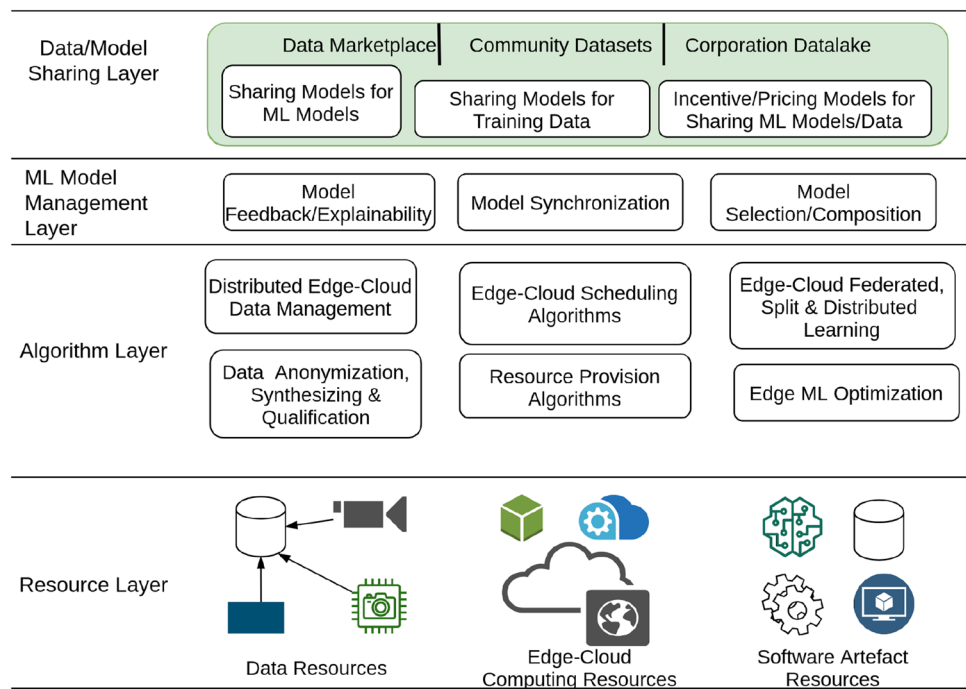 Data/Model
Sharing Layer
Data Marketplace
Community Datasets
Corporation Datalake
Sharing Models for
ML Models
Sharing Models for
Training Data
Incentive/Pricing Models for
Sharing ML Models/Data
ML Model
Management
Layer
Model
Feedback/Explainability
Model Synchronization
Model
Selection/Composition
Algorithm Layer
Distributed Edge-Cloud
Data Management
Edge-Cloud Scheduling
Algorithms
Edge-Cloud Federated,
Split & Distributed
Learning
Data Anonymization,
Synthesizing &
Qualification
Resource Provision
Algorithms
Edge ML Optimization
Resource Layer
Data Resources
Edge-Cloud
Computing Resources
Software Artefact
Resources